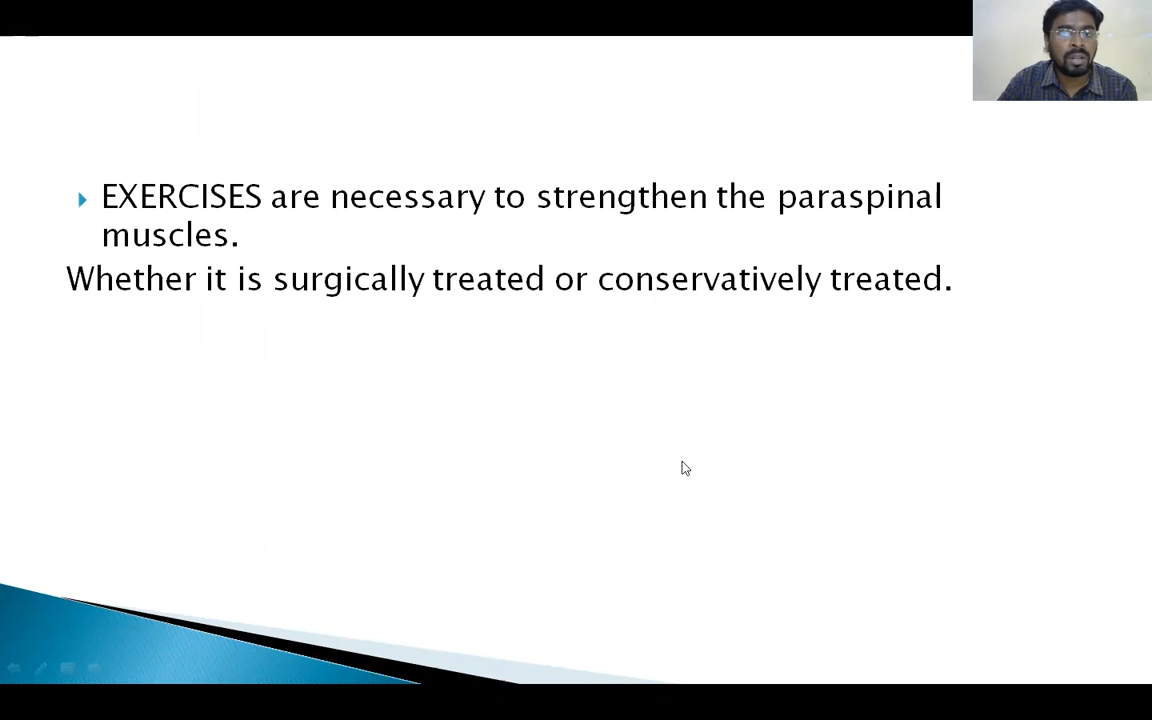 EXERCISES are necessary to strengthen the paraspinal
muscles.
Whether it is surgically treated or conservatively treated.